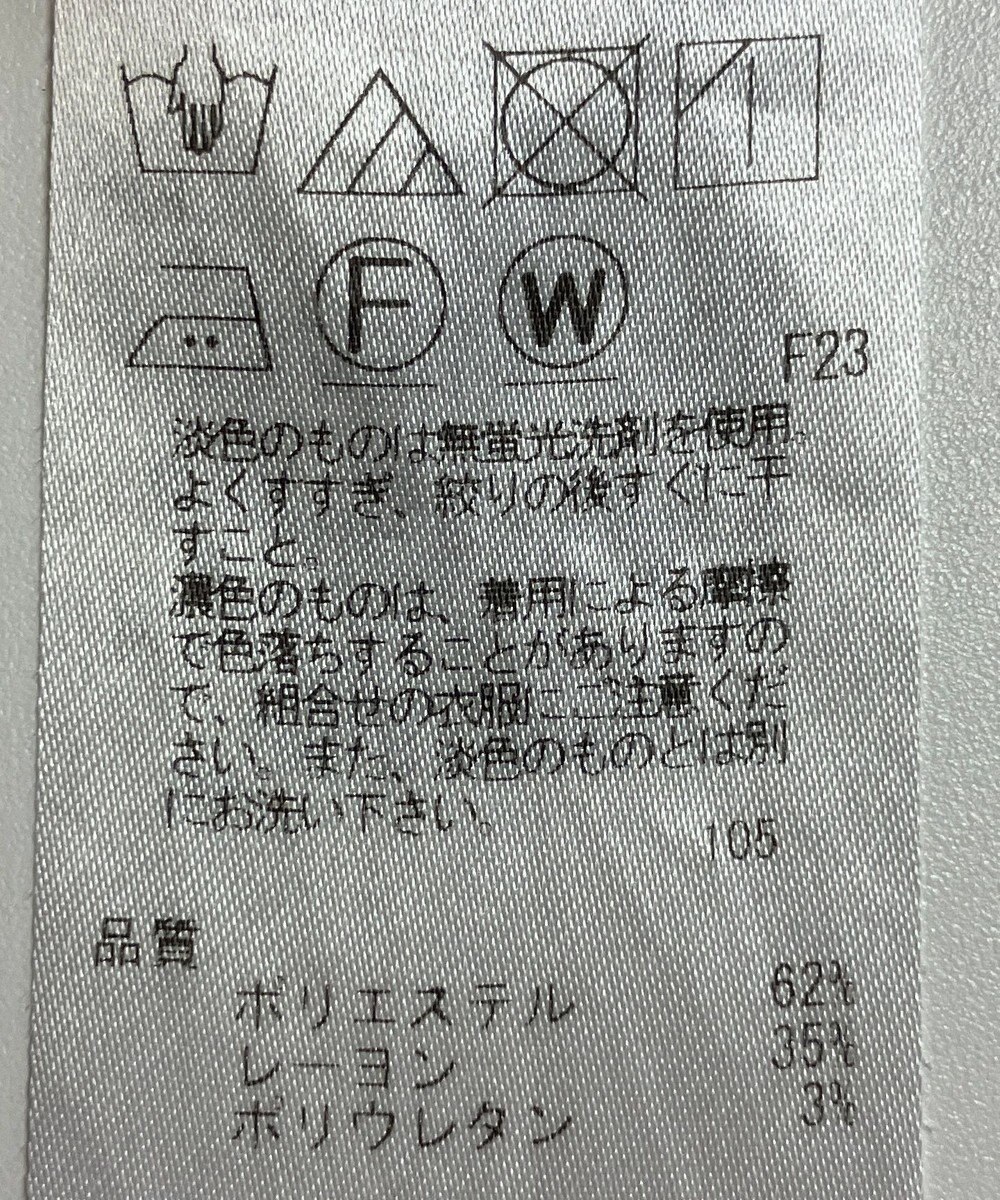 F W
F23
淡色のものは無蛍光洗剤を使用。
よくすすぎ、絞りの後すぐに干
すこと。
濃色のものは、着用による摩擦
で色落ちすることがありますの
で、組合せの衣服にご注意くだ
さい。また、淡色のものとは別
にお洗い下さい。
105
品質
ポリエステル 62%
レーヨン 35%
ポリウレタン 3%